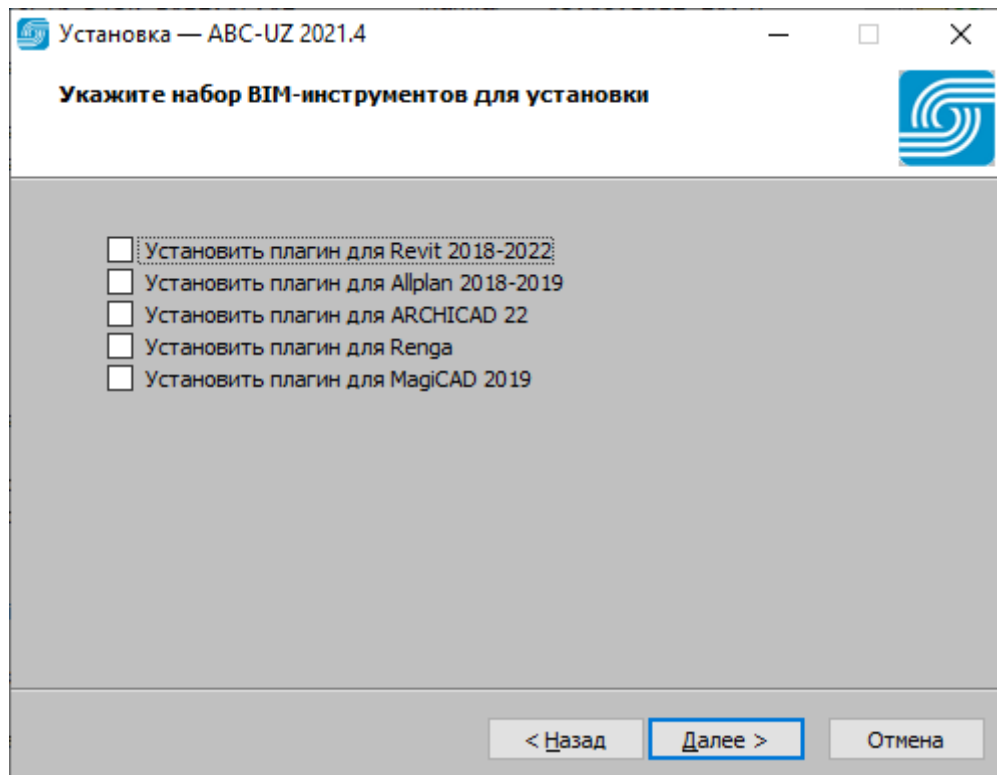 Установка — ABC-UZ 2021.4
Укажите набор BIM-инструментов для установки
Установить плагин для Revit 2018-2022
Установить плагин для Allplan 2018-2019
Установить плагин для ARCHICAD 22
Установить плагин для Renga
Установить плагин для MagiCAD 2019
< Назад
Далее >
Отмена